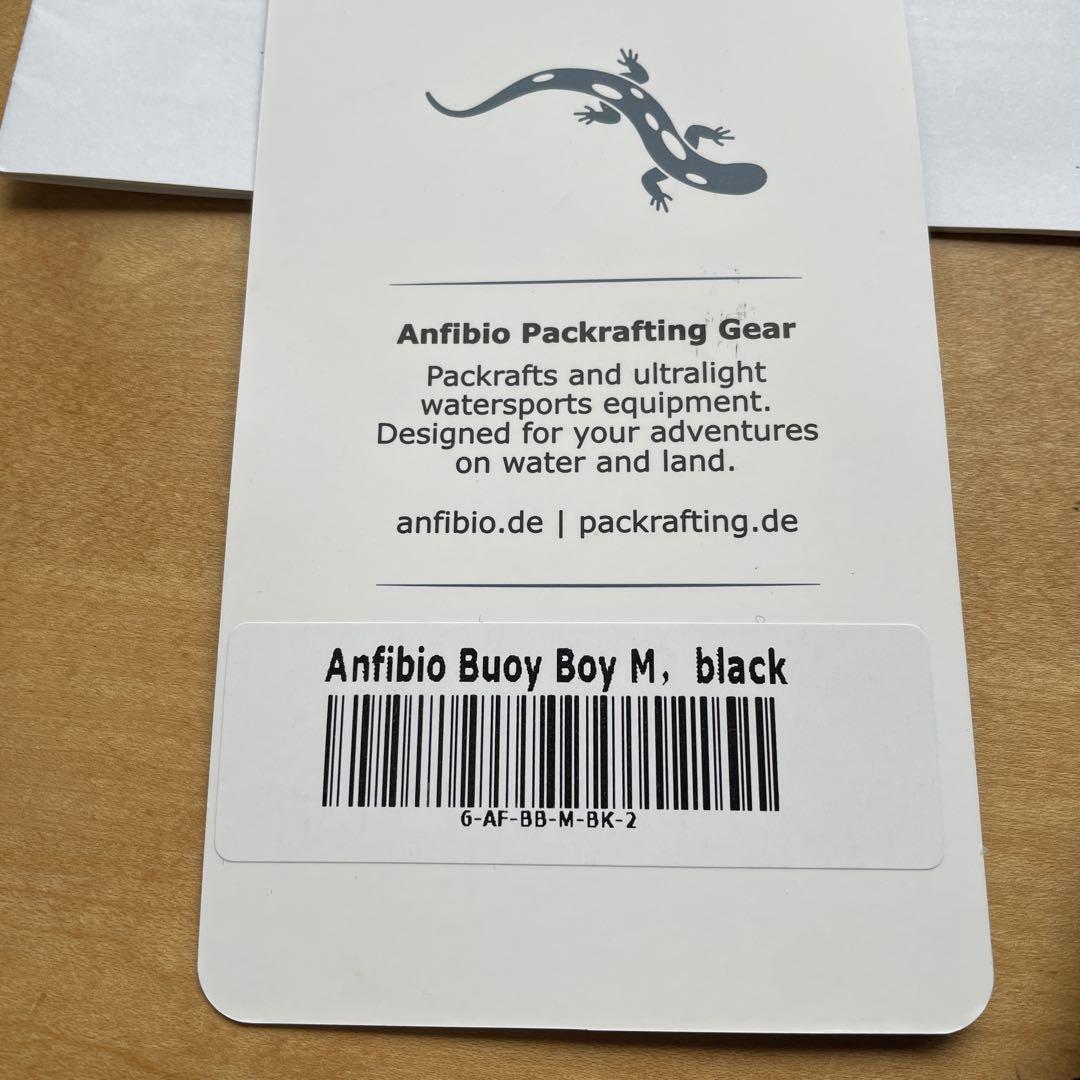 Anfibio Packrafting Gear
Packrafts and ultralight
watersports equipment.
Designed for your adventures
on water and land.
anfibio.de | packrafting.de
Anfibio Buoy Boy M, black
6-AF-BB-M-BK-2